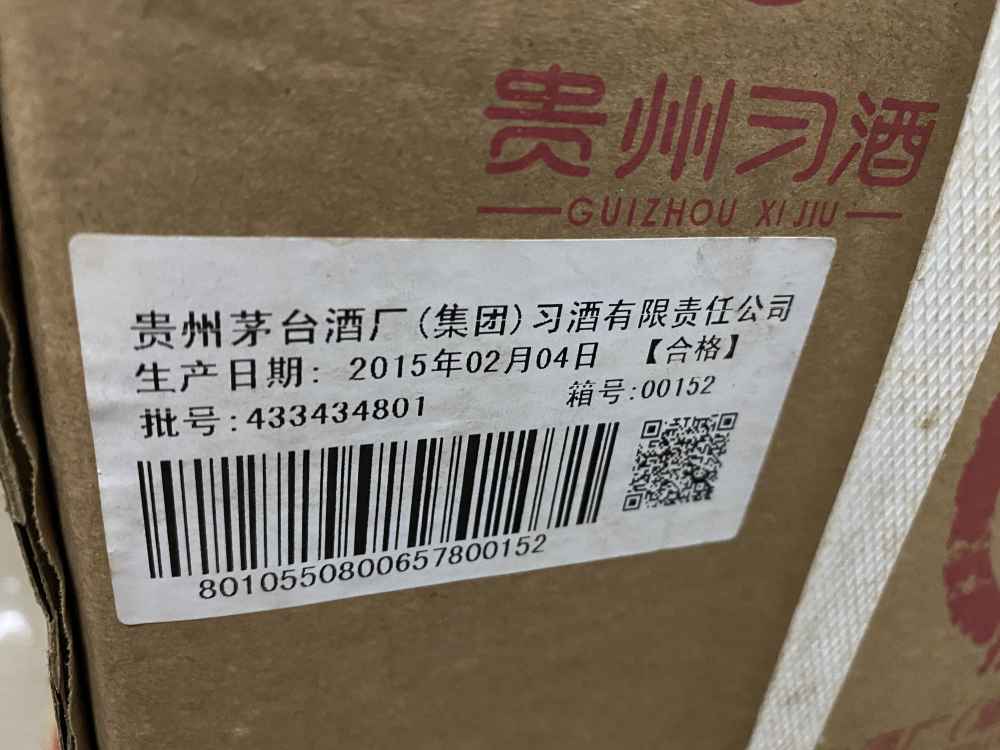 贵州习酒
GUIZHOU XI JIU
贵州茅台酒厂(集团)习酒有限责任公司
生产日期: 2015年02月04日 【合格】
批号:433434801 箱号:00152
8010550800657800152